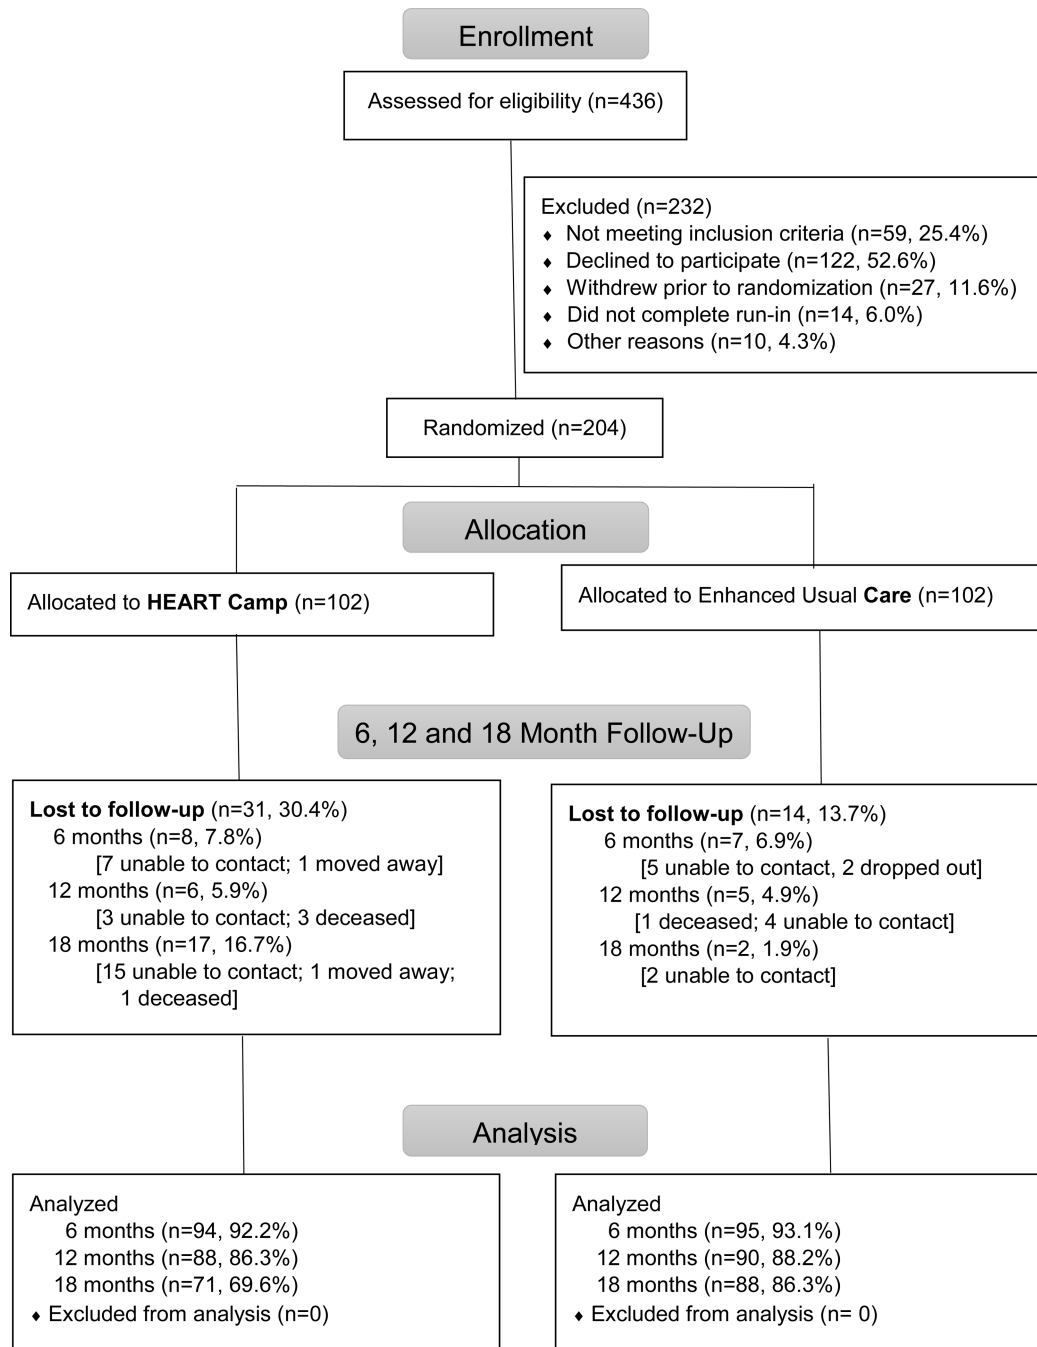 Enrollment
Assessed for eligibility (n=436)
Excluded (n=232)
♦ Not meeting inclusion criteria (n=59, 25.4%)
♦ Declined to participate (n=122, 52.6%)
♦ Withdrew prior to randomization (n=27, 11.6%)
♦ Did not complete run-in (n=14, 6.0%)
♦ Other reasons (n=10, 4.3%)
Randomized (n=204)
Allocation
Allocated to HEART Camp (n=102)
Allocated to Enhanced Usual Care (n=102)
6, 12 and 18 Month Follow-Up
Lost to follow-up (n=31, 30.4%)
6 months (n=8, 7.8%)
[7 unable to contact; 1 moved away]
12 months (n=6, 5.9%)
[3 unable to contact; 3 deceased]
18 months (n=17, 16.7%)
[15 unable to contact; 1 moved away;
1 deceased]
Lost to follow-up (n=14, 13.7%)
6 months (n=7, 6.9%)
[5 unable to contact, 2 dropped out]
12 months (n=5, 4.9%)
[1 deceased; 4 unable to contact]
18 months (n=2, 1.9%)
[2 unable to contact]
Analysis
Analyzed
6 months (n=94, 92.2%)
12 months (n=88, 86.3%)
18 months (n=71, 69.6%)
♦ Excluded from analysis (n=0)
Analyzed
6 months (n=95, 93.1%)
12 months (n=90, 88.2%)
18 months (n=88, 86.3%)
♦ Excluded from analysis (n= 0)